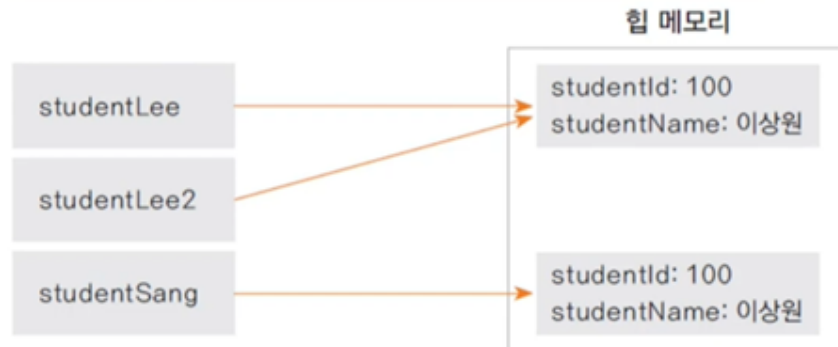 힙 메모리
studentLee
studentLee2
studentSang
studentId: 100
studentName: 이상원
studentId: 100
studentName: 이상원